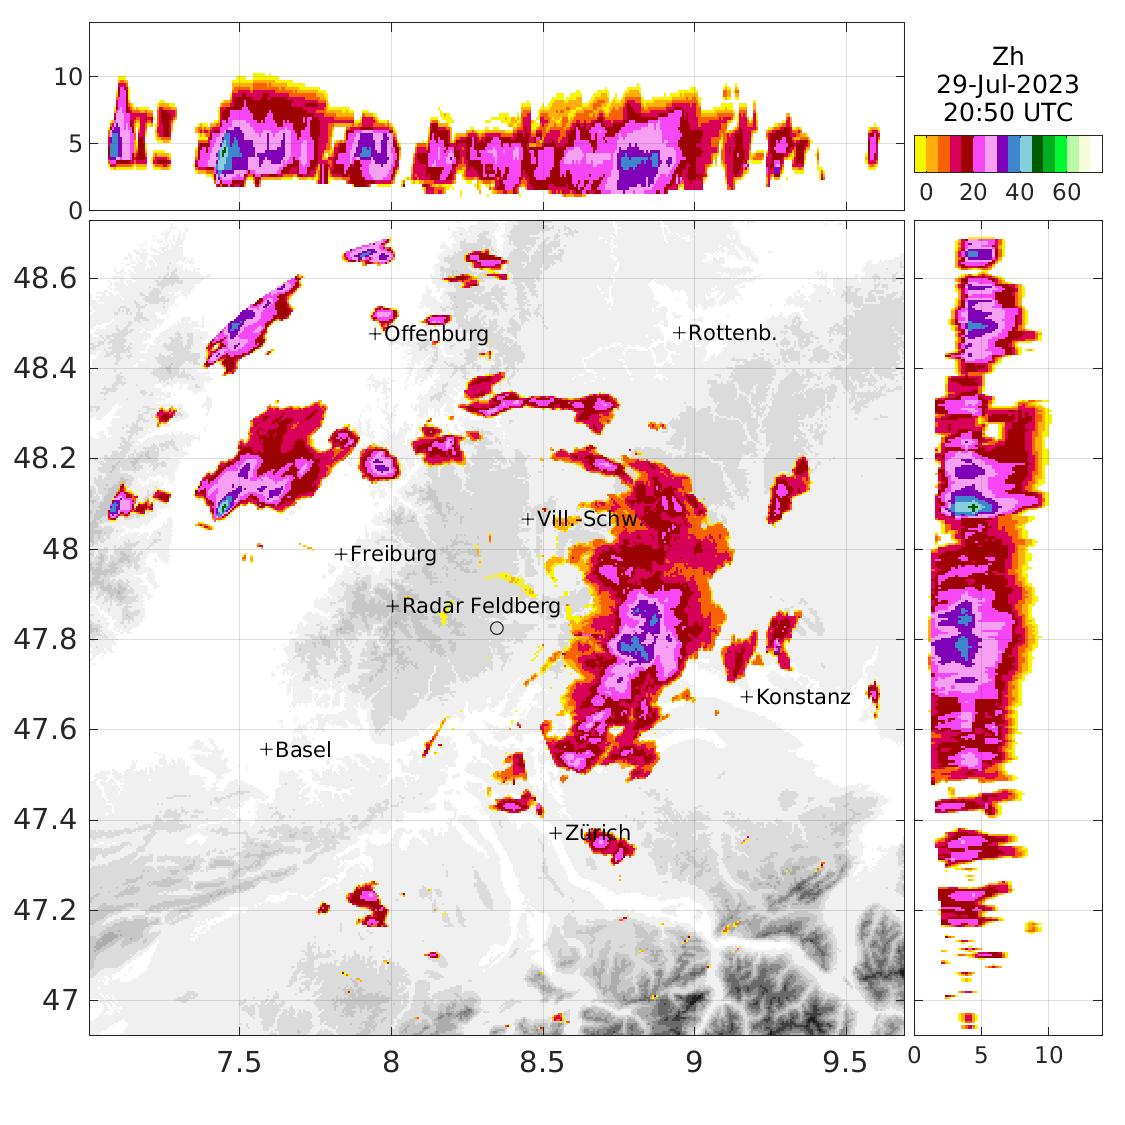 10
5
0
Zh
29-Jul-2023
20:50 UTC
0 20 40 60
48.6
48.4
48.2
48
47.8
47.6
47.4
47.2
47
+Offenburg
+Rottenb.
+Vill.-Schw.
+Freiburg
+Radar Feldberg
+Konstanz
+Basel
+Zürich
7.5 8 8.5 9 9.5
0 5 10